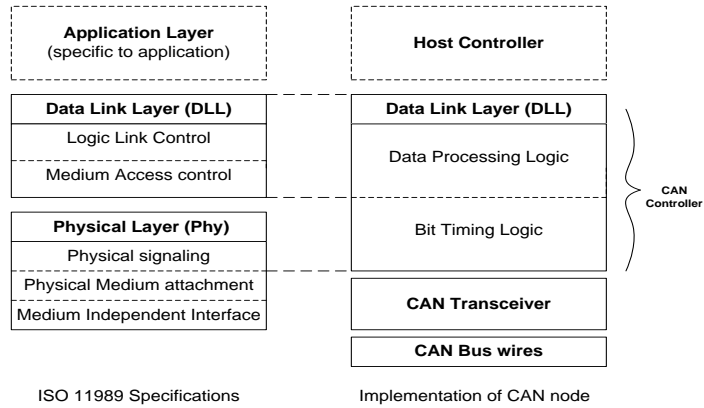 Application Layer
(specific to application)
Host Controller
Data Link Layer (DLL)
Logic Link Control
Medium Access control
Physical Layer (Phy)
Physical signaling
Physical Medium attachment
Medium Independent Interface
Data Link Layer (DLL)
Data Processing Logic
Bit Timing Logic
CAN
Controller
CAN Transceiver
CAN Bus wires
ISO 11989 Specifications
Implementation of CAN node